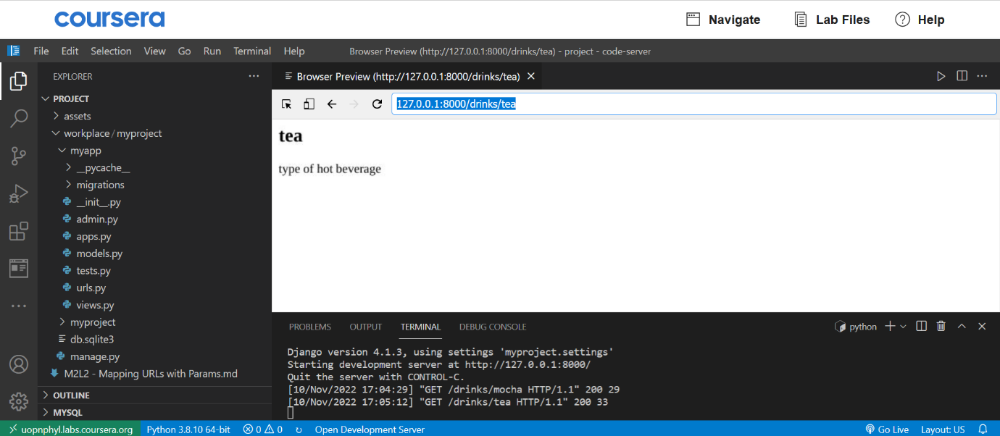 coursera
Navigate
Lab Files
Help
File Edit Selection View Go Run Terminal Help
Browser Preview (http://127.0.0.1:8000/drinks/tea) - project - code-server
EXPLORER
PROJECT
assets
workplace / myproject
myapp
__pycache__
migrations
__init__.py
admin.py
apps.py
models.py
tests.py
urls.py
views.py
myproject
db.sqlite3
manage.py
M2L2 - Mapping URLs with Params.md
OUTLINE
MYSQL
Browser Preview (http://127.0.0.1:8000/drinks/tea)
127.0.0.1:8000/drinks/tea
tea
type of hot beverage
PROBLEMS OUTPUT TERMINAL DEBUG CONSOLE
python
Django version 4.1.3, using settings 'myproject.settings'
Starting development server at http://127.0.0.1:8000/
Quit the server with CONTROL-C.
[10/Nov/2022 17:04:29] "GET /drinks/mocha HTTP/1.1" 200 29
[10/Nov/2022 17:05:12] "GET /drinks/tea HTTP/1.1" 200 33
uopnphyl.labs.coursera.org Python 3.8.10 64-bit 0 0 Open Development Server Go Live Layout: US